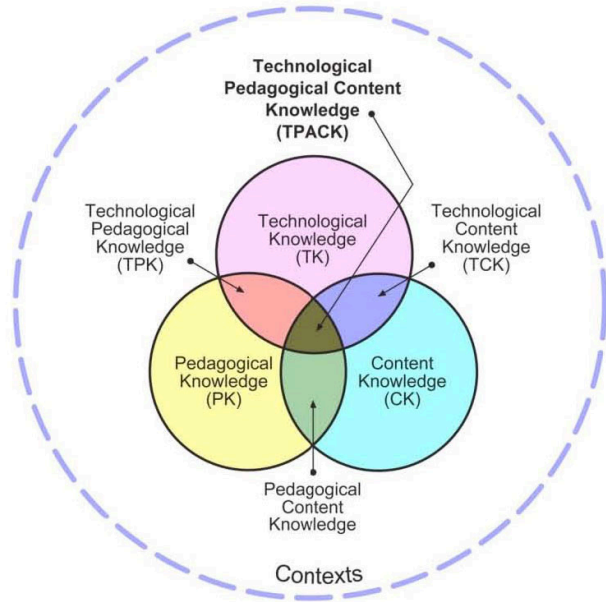 Technological
Pedagogical Content
Knowledge
(TPACK)
Technological
Pedagogical
Knowledge
(TPK)
Technological
Knowledge
(TK)
Technological
Content
Knowledge
(TCK)
Pedagogical
Knowledge
(PK)
Content
Knowledge
(CK)
Pedagogical
Content
Knowledge
Contexts